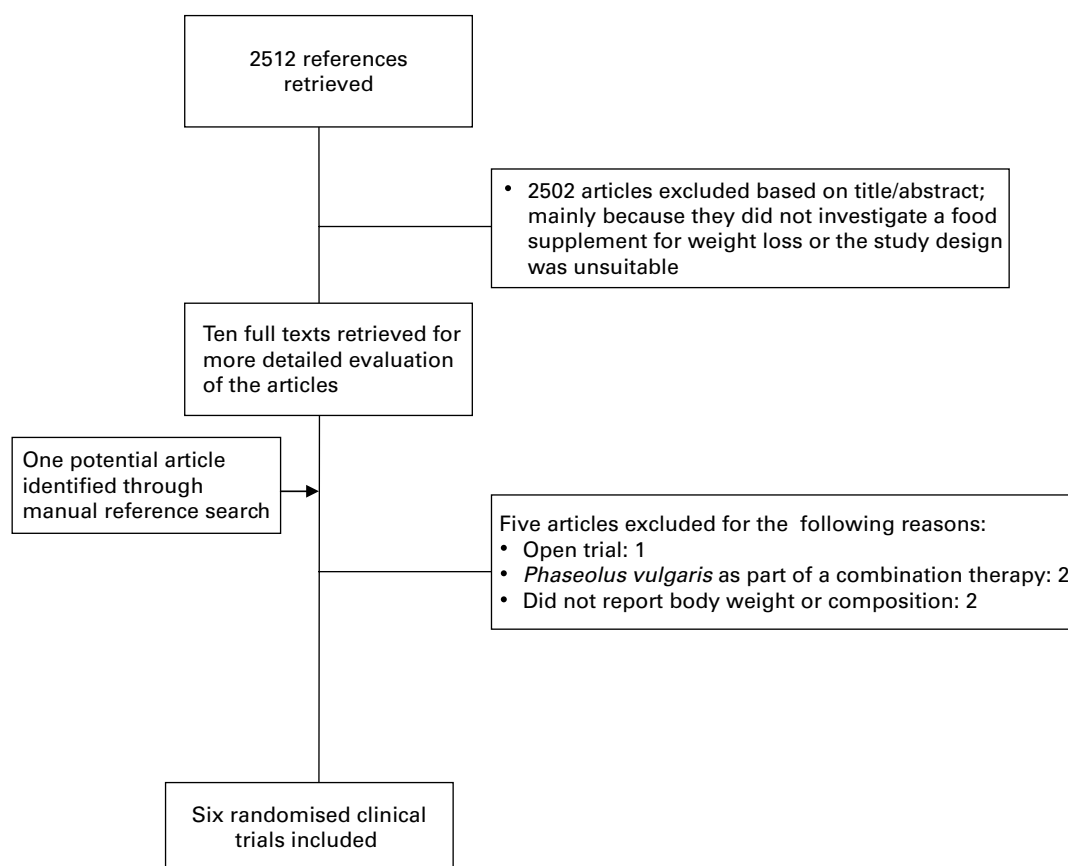 2512 references
retrieved
• 2502 articles excluded based on title/abstract;
mainly because they did not investigate a food
supplement for weight loss or the study design
was unsuitable
Ten full texts retrieved for
more detailed evaluation
of the articles
One potential article
identified through
manual reference search
Five articles excluded for the following reasons:
• Open trial: 1
• Phaseolus vulgaris as part of a combination therapy: 2
• Did not report body weight or composition: 2
Six randomised clinical
trials included